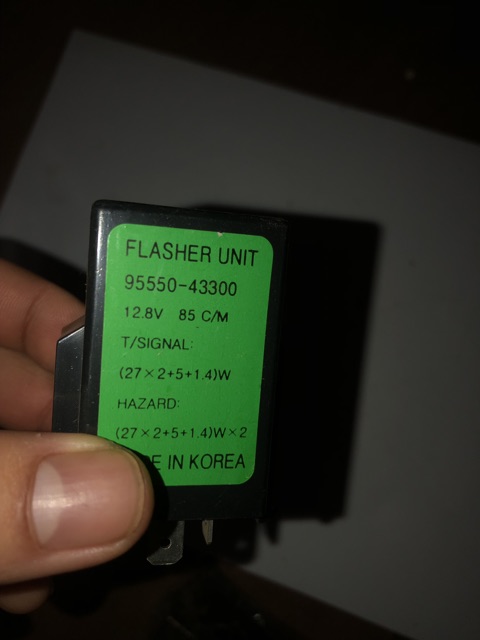 FLASHER UNIT
95550-43300
12.8V 85 C/M
T/SIGNAL:
(27×2+5+1.4)W
HAZARD:
(27×2+5+1.4)W×2
IN KOREA